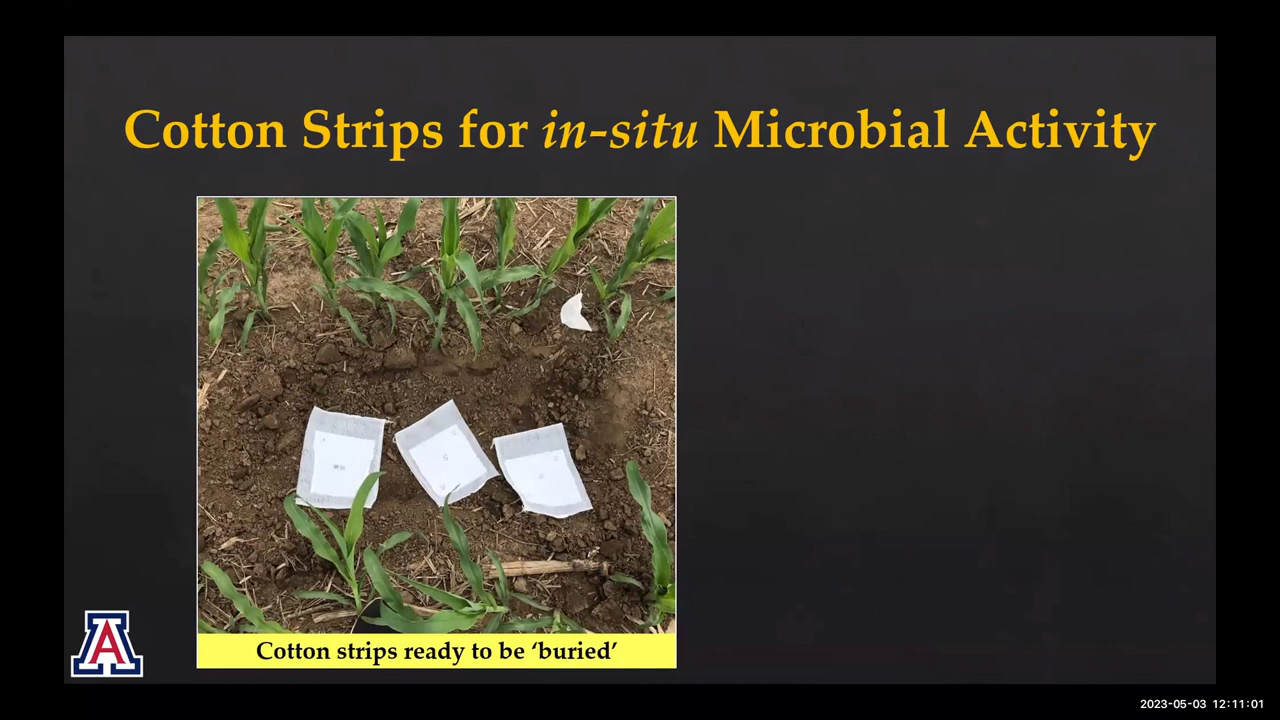 Cotton Strips for in-situ Microbial Activity
Cotton strips ready to be ‘buried’
A
2023-05-03 12:11:01